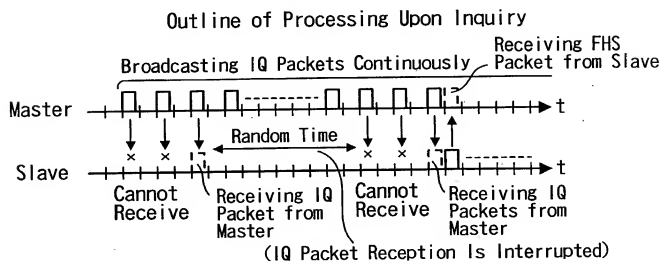 Outline of Processing Upon Inquiry
Broadcasting IQ Packets Continuously
Receiving FHS
Packet from Slave
Master
t
Random Time
× ×
× ×
Slave
t
Cannot
Receive
Receiving IQ
Packet from
Master
Cannot
Receive
Receiving IQ
Packets from
Master
(IQ Packet Reception Is Interrupted)